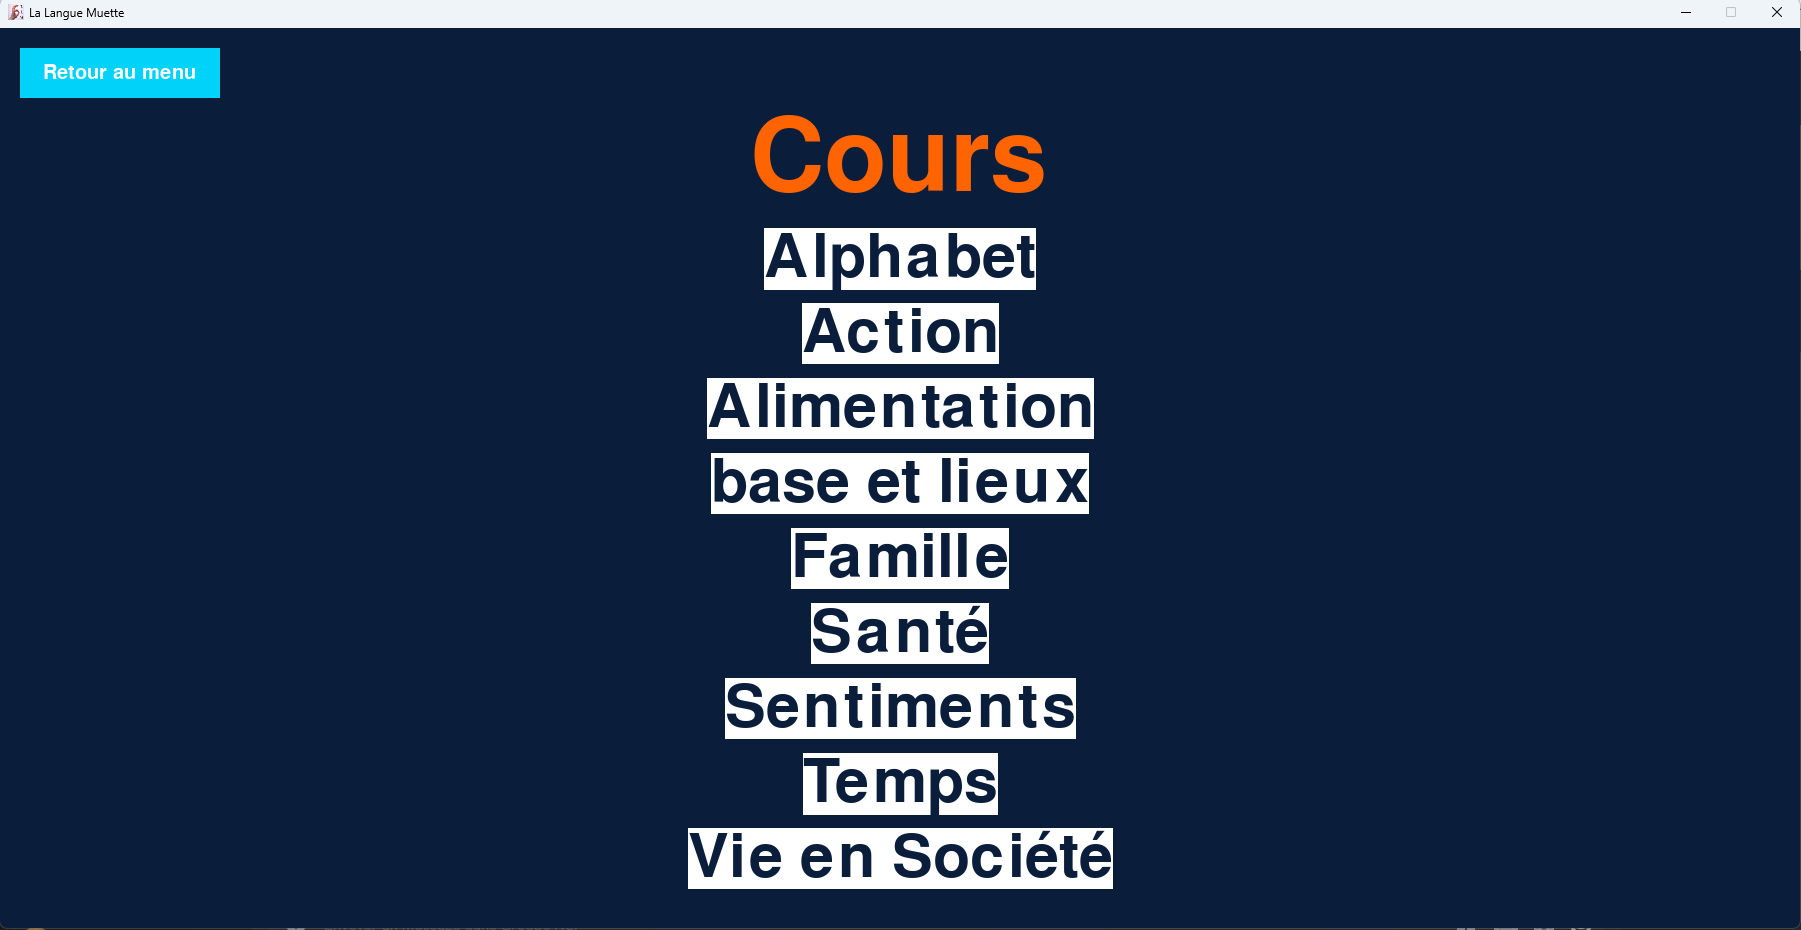 La Langue Muette
Retour au menu
Cours
Alphabet
Action
Alimentation
base et lieux
Famille
Santé
Sentiments
Temps
Vie en Société